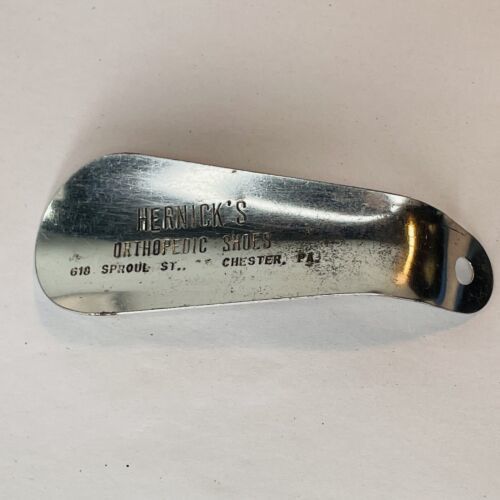 HERNICK'S
ORTHOPEDIC SHOES
618 SPROUL ST., CHESTER, PA.